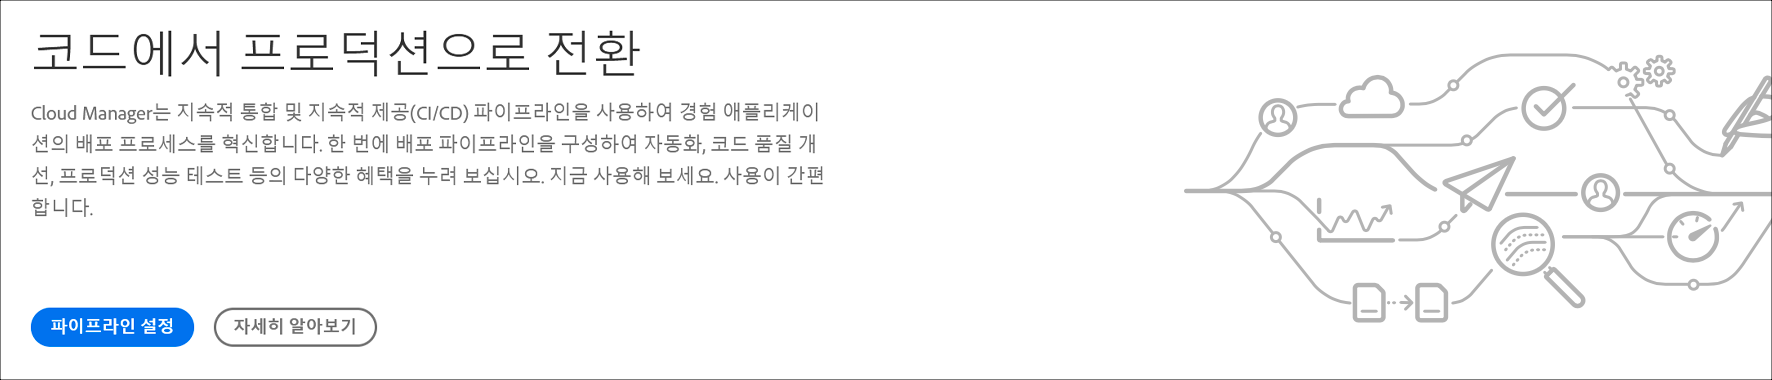 코드에서 프로덕션으로 전환
Cloud Manager는 지속적 통합 및 지속적 제공(CI/CD) 파이프라인을 사용하여 경험 애플리케이
션의 배포 프로세스를 혁신합니다. 한 번에 배포 파이프라인을 구성하여 자동화, 코드 품질 개
선, 프로덕션 성능 테스트 등의 다양한 혜택을 누려 보십시오. 지금 사용해 보세요. 사용이 간편
합니다.
파이프라인 설정
자세히 알아보기